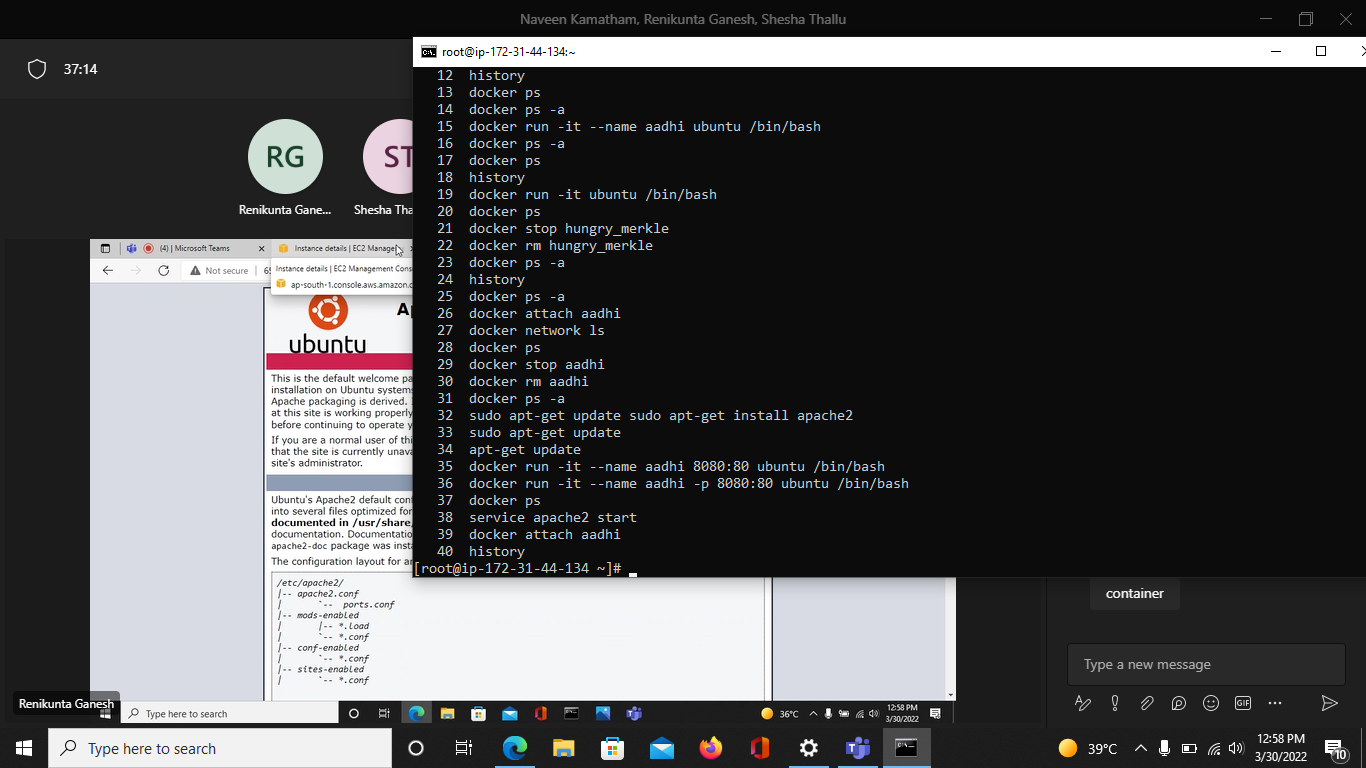 Naveen Kamatham, Renikunta Ganesh, Shesha Thallu
root@ip-172-31-44-134:~
37:14
RG
ST
Renikunta Gane...
Shesha Tha
12 history
13 docker ps
14 docker ps -a
15 docker run -it --name aadhi ubuntu /bin/bash
16 docker ps -a
17 docker ps
18 history
19 docker run -it ubuntu /bin/bash
20 docker ps
21 docker stop hungry_merkle
22 docker rm hungry_merkle
23 docker ps -a
24 history
25 docker ps -a
26 docker attach aadhi
27 docker network ls
28 docker ps
29 docker stop aadhi
30 docker rm aadhi
31 docker ps -a
32 sudo apt-get update sudo apt-get install apache2
33 sudo apt-get update
34 apt-get update
35 docker run -it --name aadhi 8080:80 ubuntu /bin/bash
36 docker run -it --name aadhi -p 8080:80 ubuntu /bin/bash
37 docker ps
38 service apache2 start
39 docker attach aadhi
40 history
[root@ip-172-31-44-134 ~]#
(4) | Microsoft Teams
Instance details | EC2 Manage
Not secure
Instance details | EC2 Management Cons
ap-south-1.console.aws.amazon.c
Ap
ubuntu
This is the default welcome pa
installation on Ubuntu systems
Apache packaging is derived.
at this site is working properly
before continuing to operate y
If you are a normal user of thi
that the site is currently unava
site's administrator.
Ubuntu's Apache2 default conf
into several files optimized for
documented in /usr/share/
documentation. Documentatio
apache2-doc package was insta
The configuration layout for an
/etc/apache2/
|-- apache2.conf
|       `-- ports.conf
|-- mods-enabled
|       |-- *.load
|       `-- *.conf
|-- conf-enabled
|       `-- *.conf
|-- sites-enabled
|       `-- *.conf
container
Type a new message
GIF
Renikunta Ganesh
Type here to search
36°C
12:58 PM
3/30/2022
Type here to search
39°C
12:58 PM
3/30/2022
10